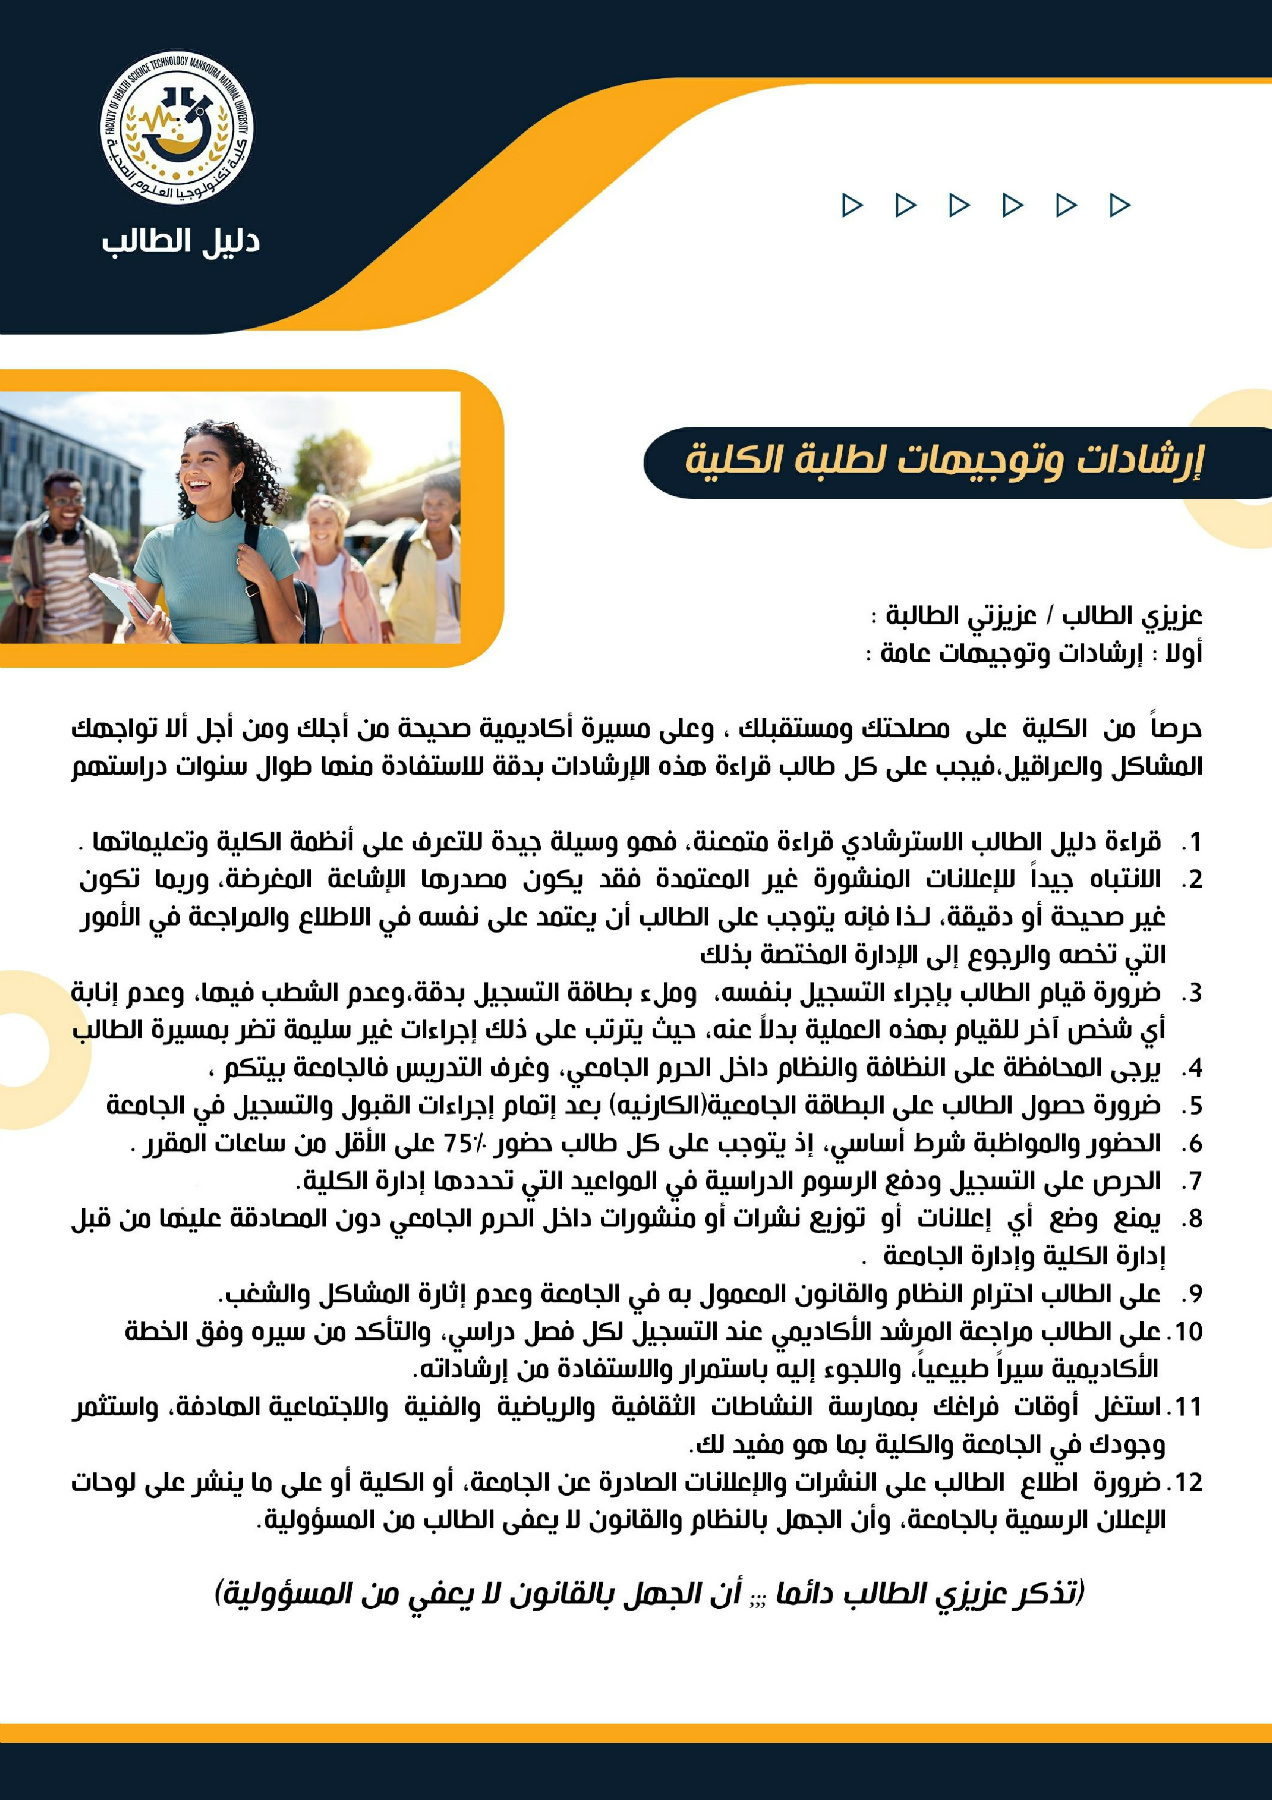 FACULTY OF HEALTH SCIENCE TECHNOLOGY MANSOURA NATIONAL UNIVERSITY
كلية تكنولوجيا العلوم الصحية
دليل الطالب
إرشادات وتوجيهات لطلبة الكلية
عزيزي الطالب / عزيزتي الطالبة :
أولا : إرشادات وتوجيهات عامة :
حرصاً من الكلية على مصلحتك ومستقبلك ، وعلى مسيرة أكاديمية صحيحة من أجلك ومن أجل ألا تواجهك
المشاكل والعراقيل،فيجب على كل طالب قراءة هذه الإرشادات بدقة للاستفادة منها طوال سنوات دراستهم
1. قراءة دليل الطالب الاسترشادي قراءة متمعنة، فهو وسيلة جيدة للتعرف على أنظمة الكلية وتعليماتها .
2. الانتباه جيداً للإعلانات المنشورة غير المعتمدة فقد يكون مصدرها الإشاعة المغرضة، وربما تكون
غير صحيحة أو دقيقة، لـذا فإنه يتوجب على الطالب أن يعتمد على نفسه في الاطلاع والمراجعة في الأمور
التي تخصه والرجوع إلى الإدارة المختصة بذلك
3. ضرورة قيام الطالب بإجراء التسجيل بنفسه، وملء بطاقة التسجيل بدقة،وعدم الشطب فيها، وعدم إنابة
أي شخص آخر للقيام بهذه العملية بدلاً عنه، حيث يترتب على ذلك إجراءات غير سليمة تضر بمسيرة الطالب
4. يرجى المحافظة على النظافة والنظام داخل الحرم الجامعي، وغرف التدريس فالجامعة بيتكم ،
5. ضرورة حصول الطالب على البطاقة الجامعية(الكارنيه) بعد إتمام إجراءات القبول والتسجيل في الجامعة
6. الحضور والمواظبة شرط أساسي، إذ يتوجب على كل طالب حضور 75% على الأقل من ساعات المقرر .
7. الحرص على التسجيل ودفع الرسوم الدراسية في المواعيد التي تحددها إدارة الكلية.
8. يمنع وضع أي إعلانات أو توزيع نشرات أو منشورات داخل الحرم الجامعي دون المصادقة عليها من قبل
إدارة الكلية وإدارة الجامعة .
9. على الطالب احترام النظام والقانون المعمول به في الجامعة وعدم إثارة المشاكل والشغب.
10. على الطالب مراجعة المرشد الأكاديمي عند التسجيل لكل فصل دراسي، والتأكد من سيره وفق الخطة
الأكاديمية سيراً طبيعياً، واللجوء إليه باستمرار والاستفادة من إرشاداته.
11. استغل أوقات فراغك بممارسة النشاطات الثقافية والرياضية والفنية والاجتماعية الهادفة، واستثمر
وجودك في الجامعة والكلية بما هو مفيد لك.
12. ضرورة اطلاع الطالب على النشرات والإعلانات الصادرة عن الجامعة، أو الكلية أو على ما ينشر على لوحات
الإعلان الرسمية بالجامعة، وأن الجهل بالنظام والقانون لا يعفى الطالب من المسؤولية.
(تذكر عزيزي الطالب دائما ;;; أن الجهل بالقانون لا يعفي من المسؤولية)